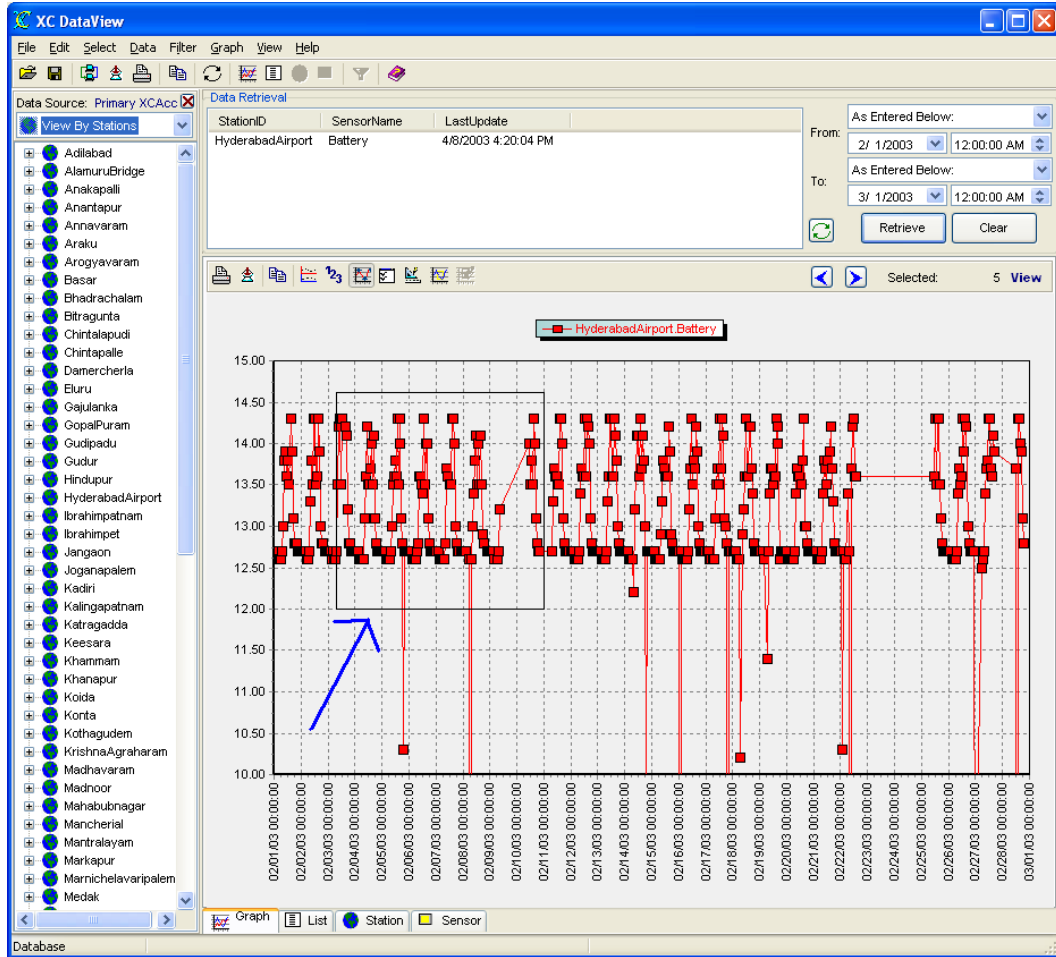 XC DataView
File Edit Select Data Filter Graph View Help
Data Source: Primary XCAcc
View By Stations
Adilabad
AlamuruBridge
Anakapalli
Anantapur
Annavaram
Araku
Arogyavaram
Basar
Bhadrachalam
Bitragunta
Chintalapudi
Chintapalle
Damercherla
Eluru
Gajulanka
GopalPuram
Gudipadu
Gudur
Hindupur
HyderabadAirport
Ibrahimpatnam
Ibrahimpet
Jangaon
Joganapalem
Kadiri
Kalingapatnam
Katragadda
Keesara
Khammam
Khanapur
Koida
Konta
Kothagudem
KrishnaAgraharam
Madhavaram
Madnoor
Mahabubnagar
Mancherial
Mantralayam
Markapur
Marnichelavaripalem
Medak
Data Retrieval
StationID SensorName LastUpdate
HyderabadAirport Battery 4/8/2003 4:20:04 PM
From:
As Entered Below:
2/ 1/2003 12:00:00 AM
To:
As Entered Below:
3/ 1/2003 12:00:00 AM
Retrieve Clear
123
Selected: 5 View
HyderabadAirport.Battery
15.00
14.50
14.00
13.50
13.00
12.50
12.00
11.50
11.00
10.50
10.00
02/01/03 00:00:00
02/02/03 00:00:00
02/03/03 00:00:00
02/04/03 00:00:00
02/05/03 00:00:00
02/06/03 00:00:00
02/07/03 00:00:00
02/08/03 00:00:00
02/09/03 00:00:00
02/10/03 00:00:00
02/11/03 00:00:00
02/12/03 00:00:00
02/13/03 00:00:00
02/14/03 00:00:00
02/15/03 00:00:00
02/16/03 00:00:00
02/17/03 00:00:00
02/18/03 00:00:00
02/19/03 00:00:00
02/20/03 00:00:00
02/21/03 00:00:00
02/22/03 00:00:00
02/23/03 00:00:00
02/24/03 00:00:00
02/25/03 00:00:00
02/26/03 00:00:00
02/27/03 00:00:00
02/28/03 00:00:00
03/01/03 00:00:00
Graph List Station Sensor
Database